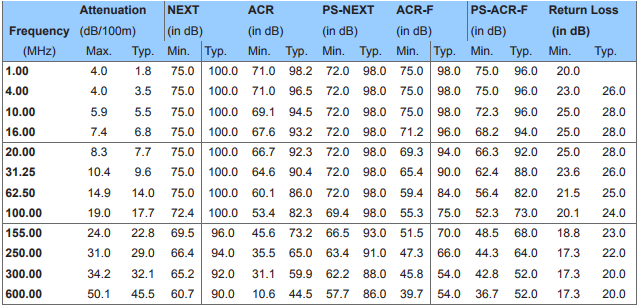 Attenuation NEXT ACR PS-NEXT ACR-F PS-ACR-F Return Loss
Frequency (dB/100m) (in dB) (in dB) (in dB) (in dB) (in dB) (in dB)
(MHz) Max. Typ. Min. Typ. Min. Typ. Min. Typ. Min. Typ. Min. Typ. Min. Typ.
1.00 4.0 1.8 75.0 100.0 71.0 98.2 72.0 98.0 75.0 98.0 75.0 96.0 20.0
4.00 4.0 3.5 75.0 100.0 71.0 96.5 72.0 98.0 75.0 98.0 75.0 96.0 23.0 26.0
10.00 5.9 5.5 75.0 100.0 69.1 94.5 72.0 98.0 75.0 98.0 72.3 96.0 25.0 28.0
16.00 7.4 6.8 75.0 100.0 67.6 93.2 72.0 98.0 71.2 96.0 68.2 94.0 25.0 28.0
20.00 8.3 7.7 75.0 100.0 66.7 92.3 72.0 98.0 69.3 94.0 66.3 92.0 25.0 28.0
31.25 10.4 9.6 75.0 100.0 64.6 90.4 72.0 98.0 65.4 90.0 62.4 88.0 23.6 26.0
62.50 14.9 14.0 75.0 100.0 60.1 86.0 72.0 98.0 59.4 84.0 56.4 82.0 21.5 25.0
100.00 19.0 17.7 72.4 100.0 53.4 82.3 69.4 98.0 55.3 75.0 52.3 73.0 20.1 24.0
155.00 24.0 22.8 69.5 96.0 45.6 73.2 66.5 93.0 51.5 70.0 48.5 68.0 18.8 23.0
250.00 31.0 29.0 66.4 94.0 35.5 65.0 63.4 91.0 47.3 66.0 44.3 64.0 17.3 22.0
300.00 34.2 32.1 65.2 92.0 31.1 59.9 62.2 88.0 45.8 54.0 42.8 52.0 17.3 20.0
600.00 50.1 45.5 60.7 90.0 10.6 44.5 57.7 86.0 39.7 54.0 36.7 52.0 17.3 20.0